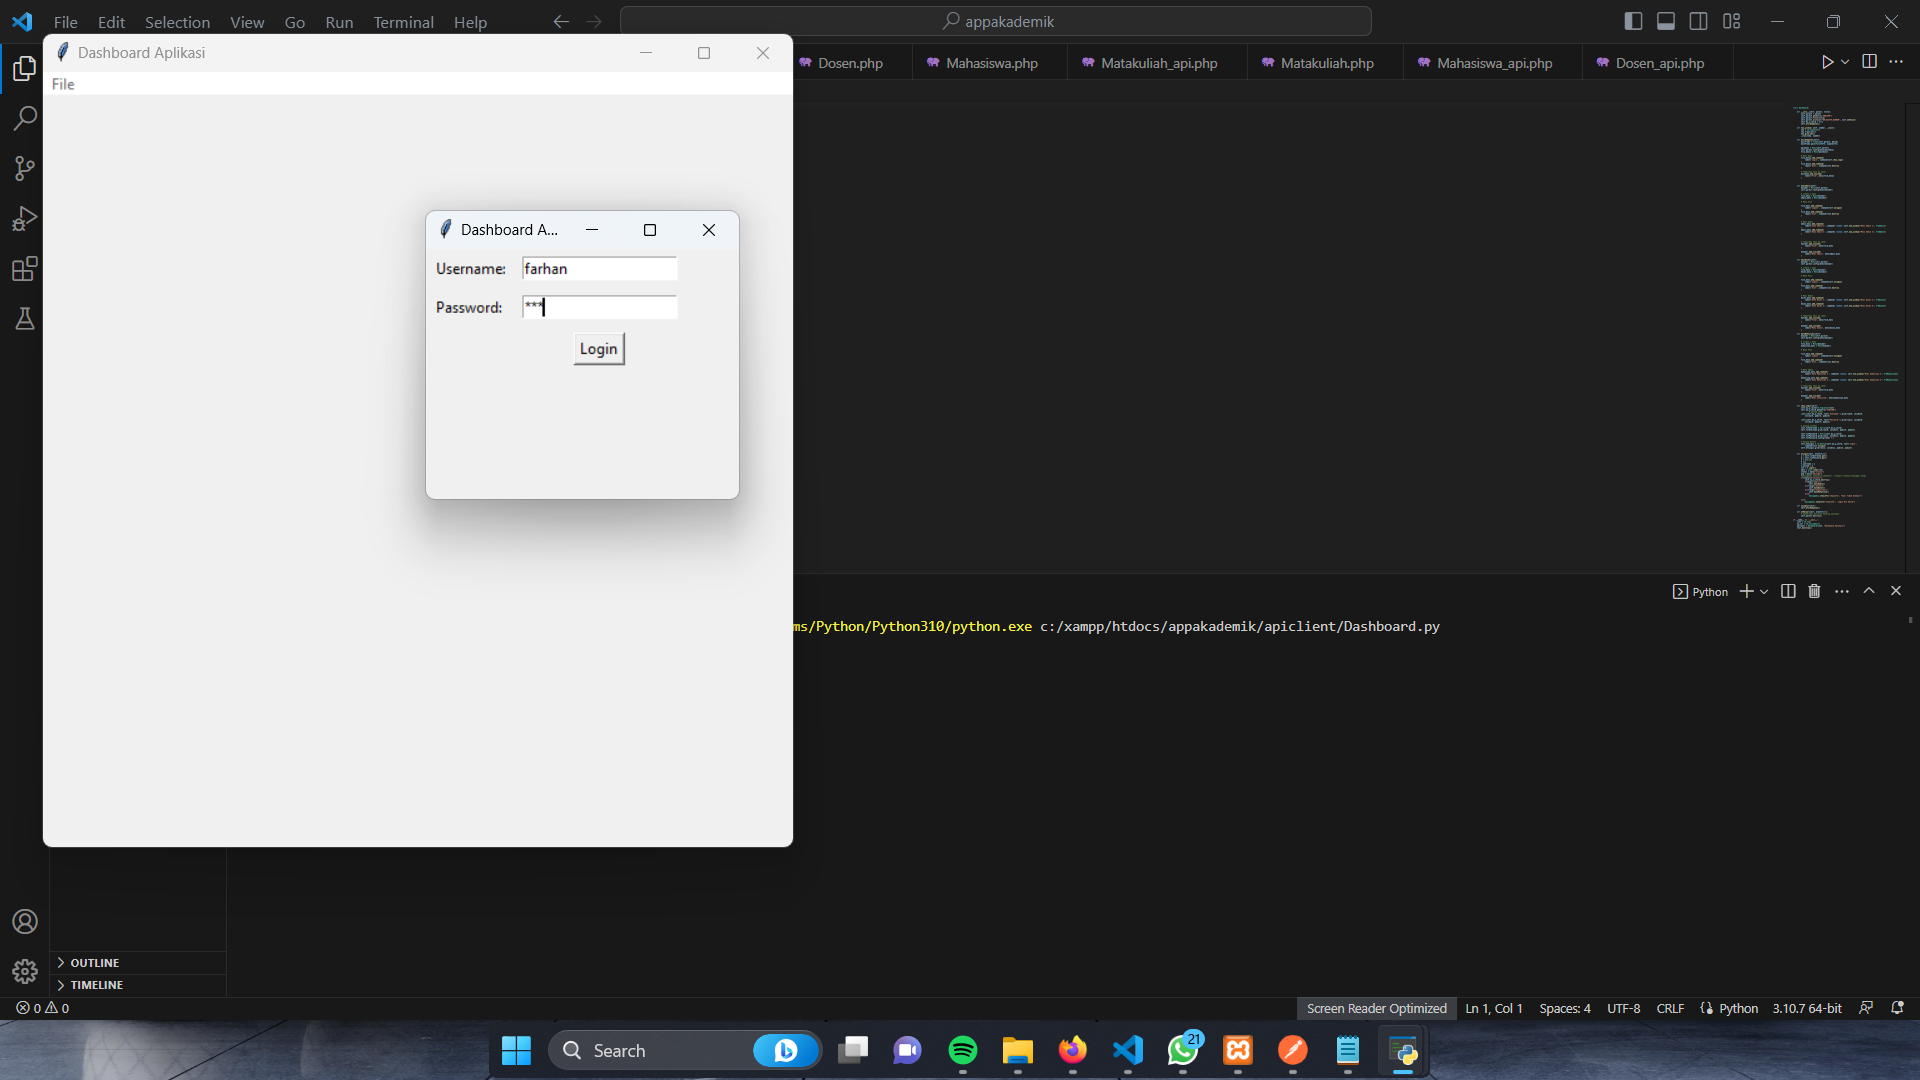 File Edit Selection View Go Run Terminal Help
appakademik
Dashboard Aplikasi
File
Dosen.php
Mahasiswa.php
Matakuliah_api.php
Matakuliah.php
Mahasiswa_api.php
Dosen_api.php
Dashboard A...
Username: farhan
Password: ***
Login
Python
ms/Python/Python310/python.exe c:/xampp/htdocs/appakademik/apiclient/Dashboard.py
OUTLINE
TIMELINE
0 0
Screen Reader Optimized Ln 1, Col 1 Spaces: 4 UTF-8 CRLF Python 3.10.7 64-bit
Search
21